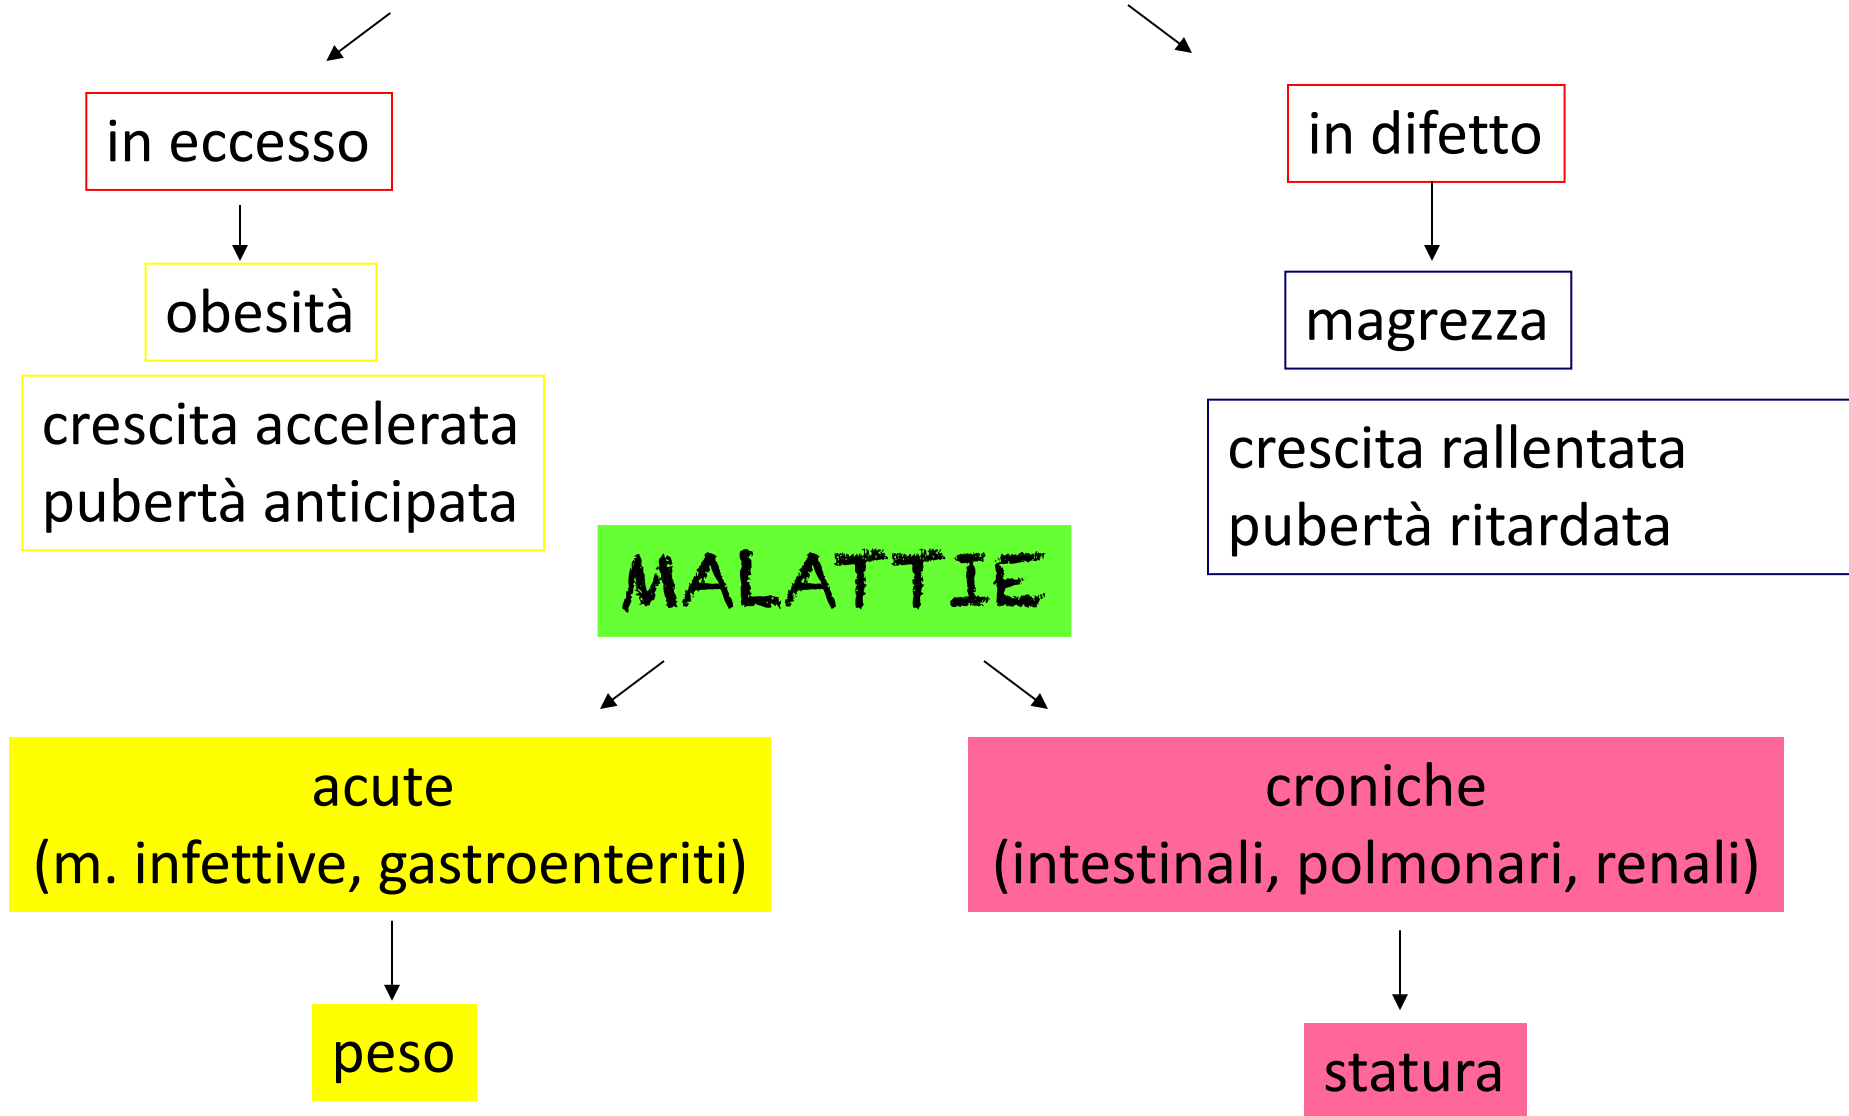 in eccesso
in difetto
obesità
magrezza
crescita accelerata
pubertà anticipata
crescita rallentata
pubertà ritardata
MALATTIE
acute
(m. infettive, gastroenteriti)
croniche
(intestinali, polmonari, renali)
peso
statura